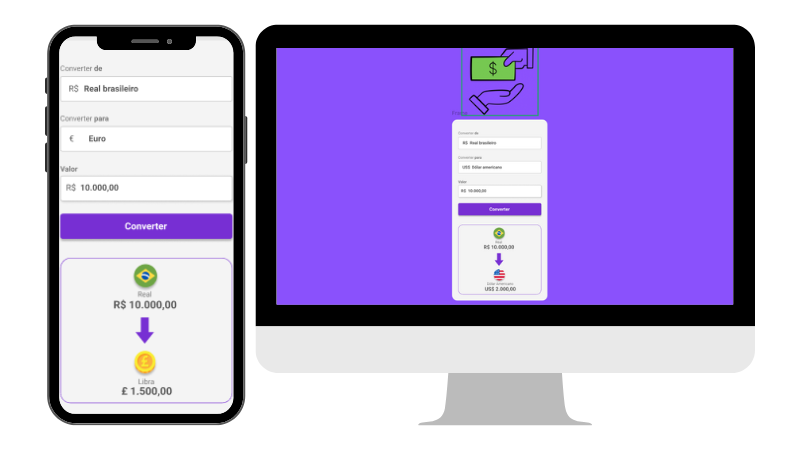 Converter de
R$ Real brasileiro
Converter para
€ Euro
Valor
R$ 10.000,00
Converter
Real
R$ 10.000,00
£
Libra
£ 1.500,00
$
Converter de
R$ Real brasileiro
Converter para
US$ Dólar americano
Valor
R$ 10.000,00
Converter
Real
R$ 10.000,00
Dólar americano
US$ 2.000,00